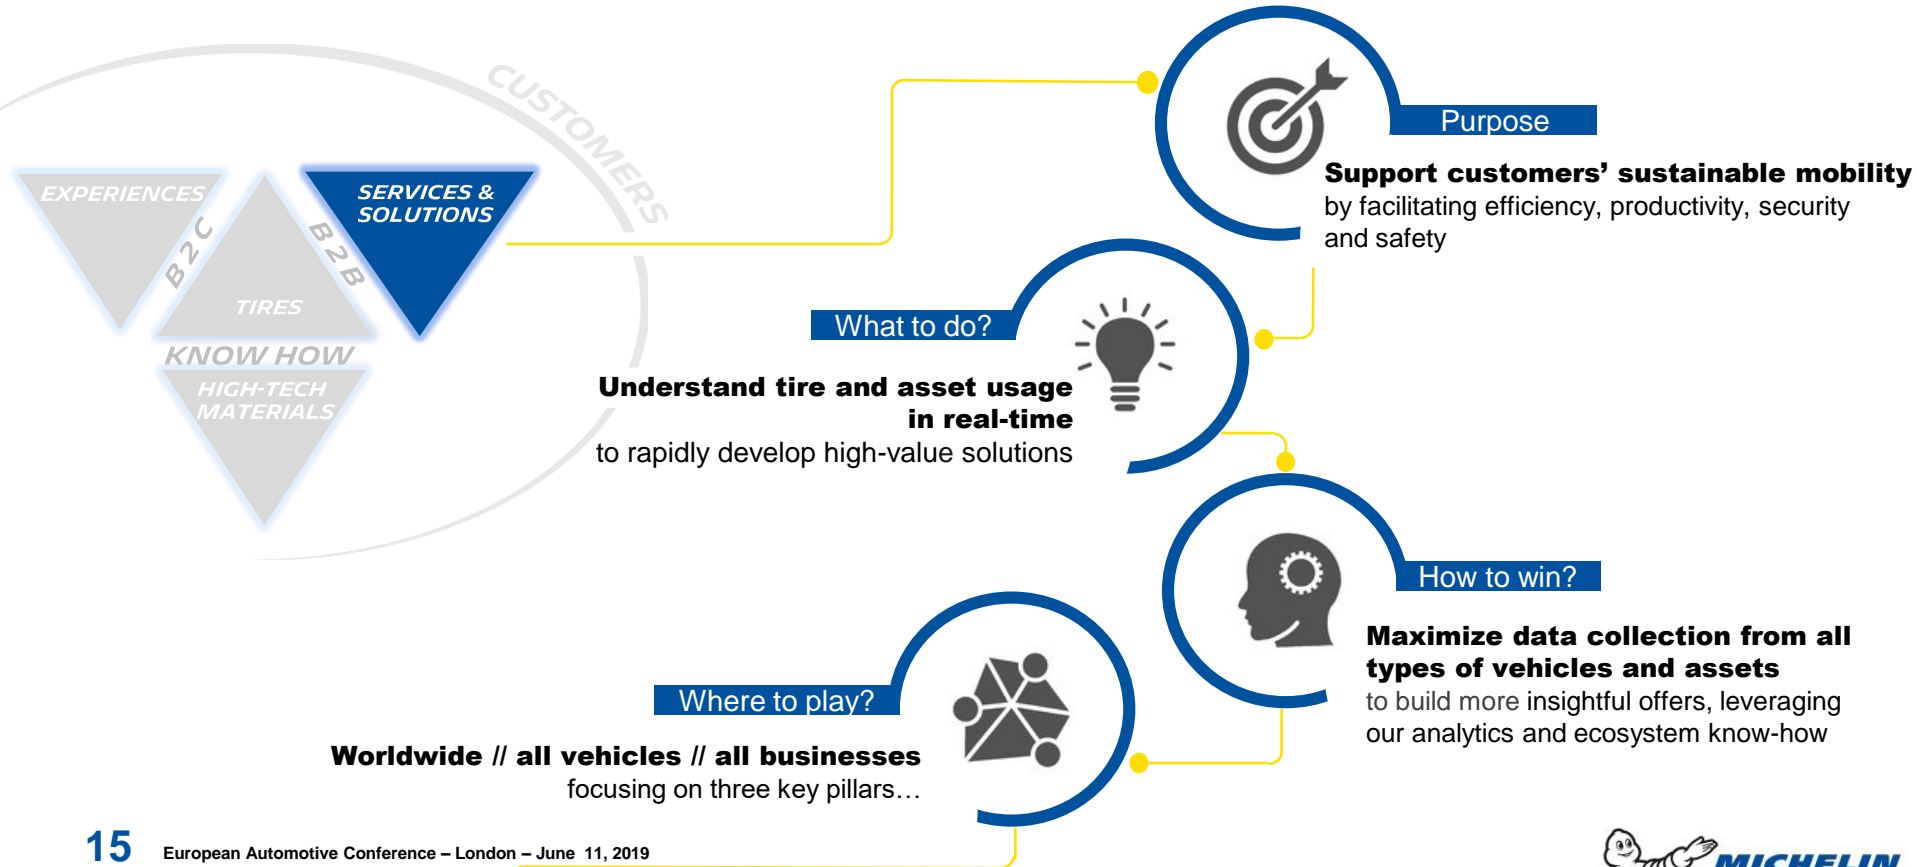 CUSTOMERS
EXPERIENCES
B2C
TIRES
B2B
SERVICES &
SOLUTIONS
KNOW HOW
HIGH-TECH
MATERIALS
Purpose
Support customers’ sustainable mobility
by facilitating efficiency, productivity, security
and safety
What to do?
Understand tire and asset usage
in real-time
to rapidly develop high-value solutions
How to win?
Maximize data collection from all
types of vehicles and assets
to build more insightful offers, leveraging
our analytics and ecosystem know-how
Where to play?
Worldwide // all vehicles // all businesses
focusing on three key pillars…
15
European Automotive Conference – London – June 11, 2019
MICHELIN